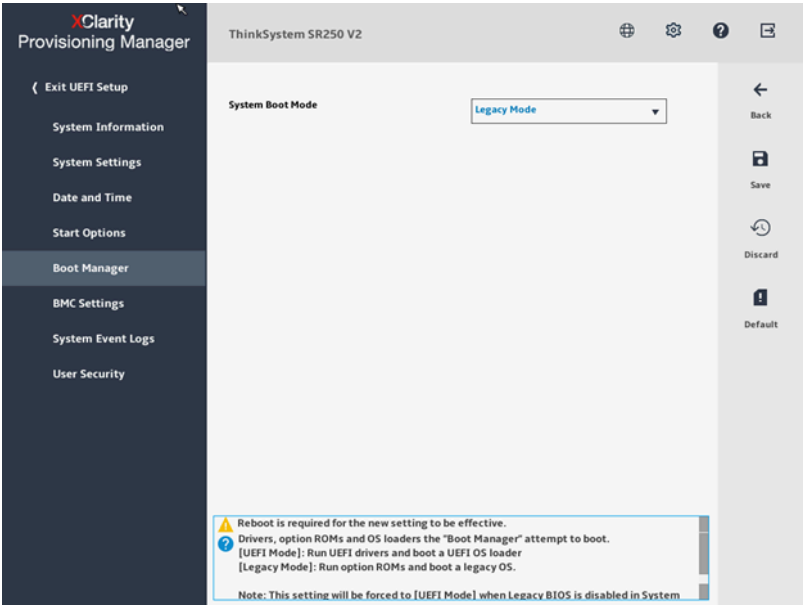 XClarity
Provisioning Manager
ThinkSystem SR250 V2
Exit UEFI Setup
System Information
System Settings
Date and Time
Start Options
Boot Manager
BMC Settings
System Event Logs
User Security
System Boot Mode
Legacy Mode
Back
Save
Discard
Default
Reboot is required for the new setting to be effective.
Drivers, option ROMs and OS loaders the "Boot Manager" attempt to boot.
[UEFI Mode]: Run UEFI drivers and boot a UEFI OS loader
[Legacy Mode]: Run option ROMs and boot a legacy OS.
Note: This setting will be forced to [UEFI Mode] when Legacy BIOS is disabled in System